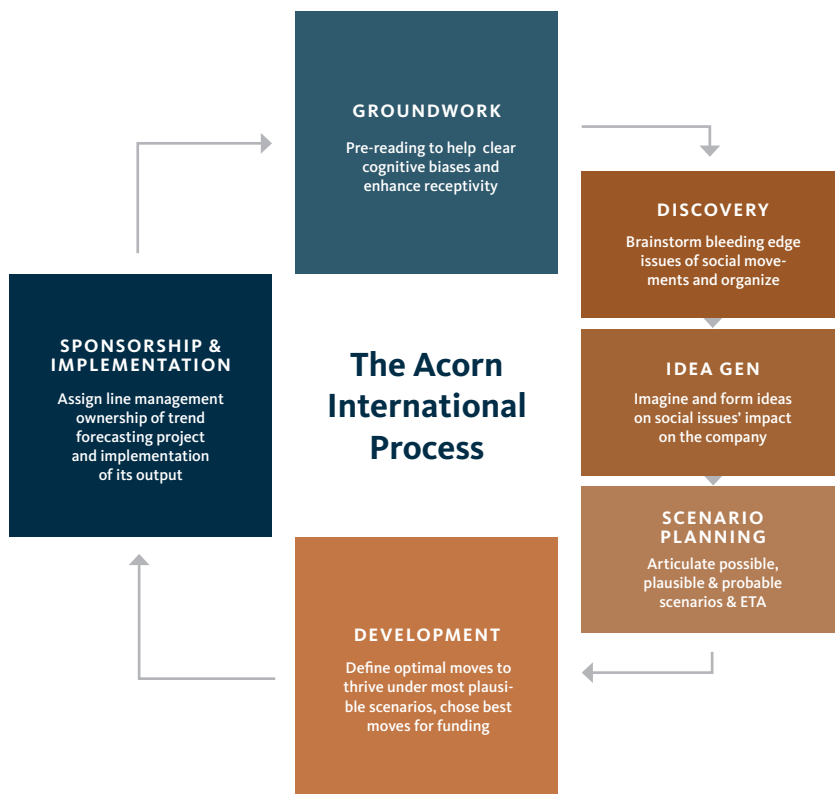 GROUNDWORK
Pre-reading to help clear
cognitive biases and
enhance receptivity
DISCOVERY
Brainstorm bleeding edge
issues of social move-
ments and organize
IDEA GEN
Imagine and form ideas
on social issues' impact
on the company
SCENARIO
PLANNING
Articulate possible,
plausible & probable
scenarios & ETA
DEVELOPMENT
Define optimal moves to
thrive under most plausi-
ble scenarios, chose best
moves for funding
SPONSORSHIP &
IMPLEMENTATION
Assign line management
ownership of trend
forecasting project
and implementation
of its output
The Acorn
International
Process